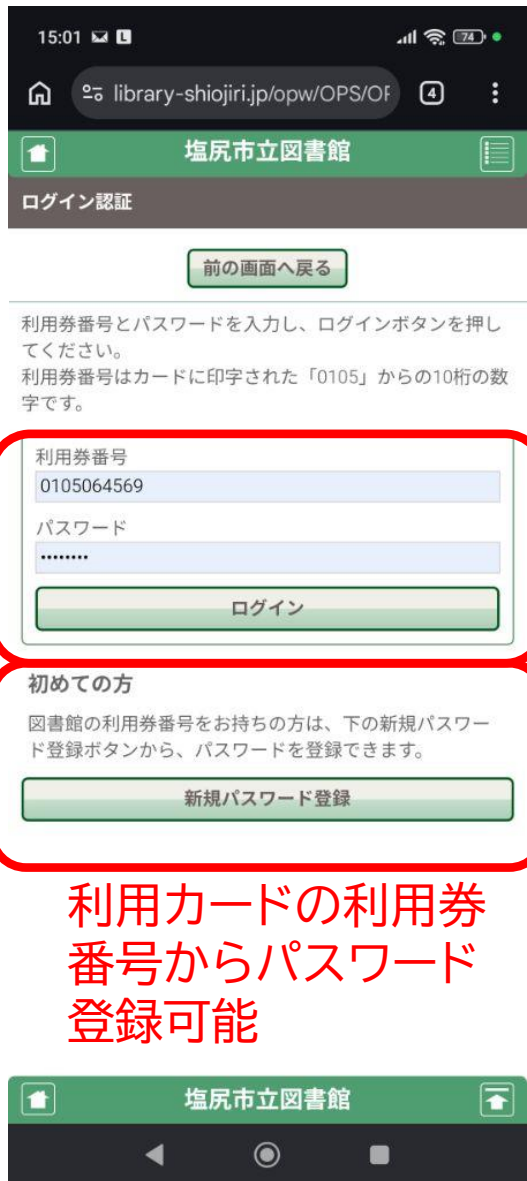 15:01
L
74
library-shiojiri.jp/opw/OPS/OF
4
塩尻市立図書館
ログイン認証
前の画面へ戻る
利用券番号とパスワードを入力し、ログインボタンを押し
てください。
利用券番号はカードに印字された「0105」からの10桁の数
字です。
利用券番号
0105064569
パスワード
••••••••
ログイン
初めての方
図書館の利用券番号をお持ちの方は、下の新規パスワー
ド登録ボタンから、パスワードを登録できます。
新規パスワード登録
利用カードの利用券
番号からパスワード
登録可能
塩尻市立図書館